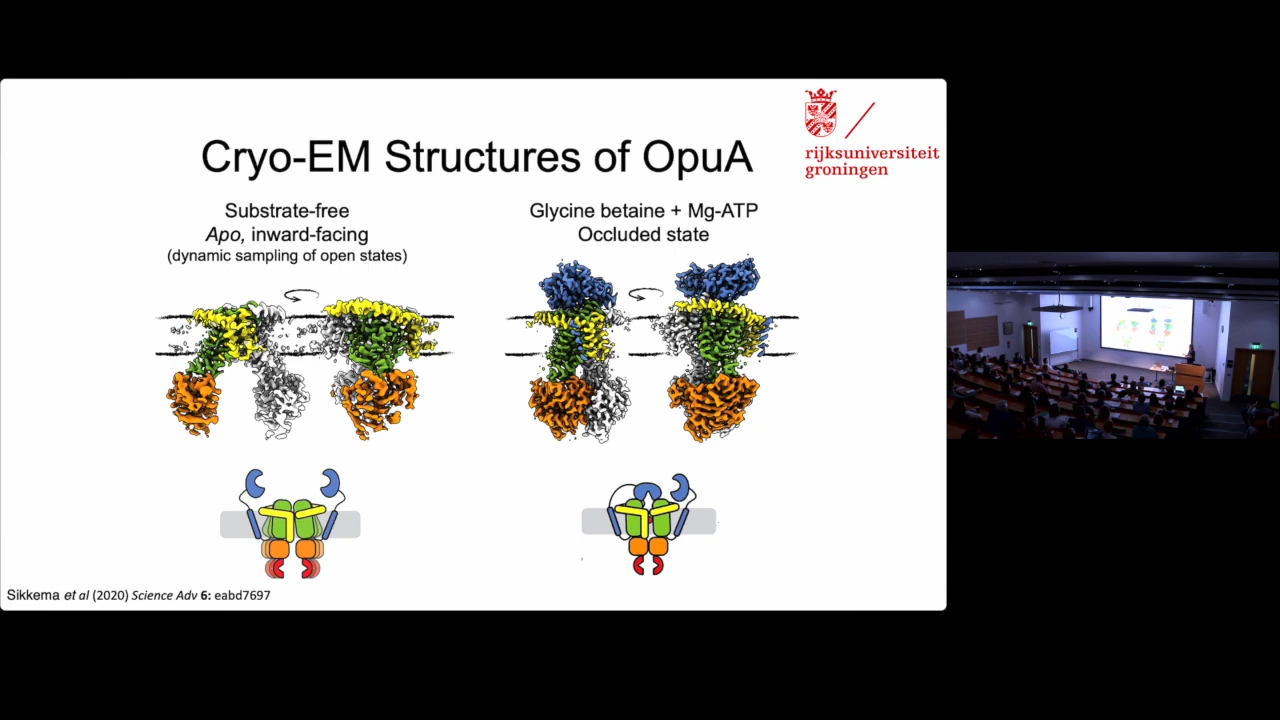 rijksuniversiteit
groningen
Cryo-EM Structures of OpuA
Substrate-free
Apo, inward-facing
(dynamic sampling of open states)
Glycine betaine + Mg-ATP
Occluded state
Sikkema et al (2020) Science Adv 6: eabd7697